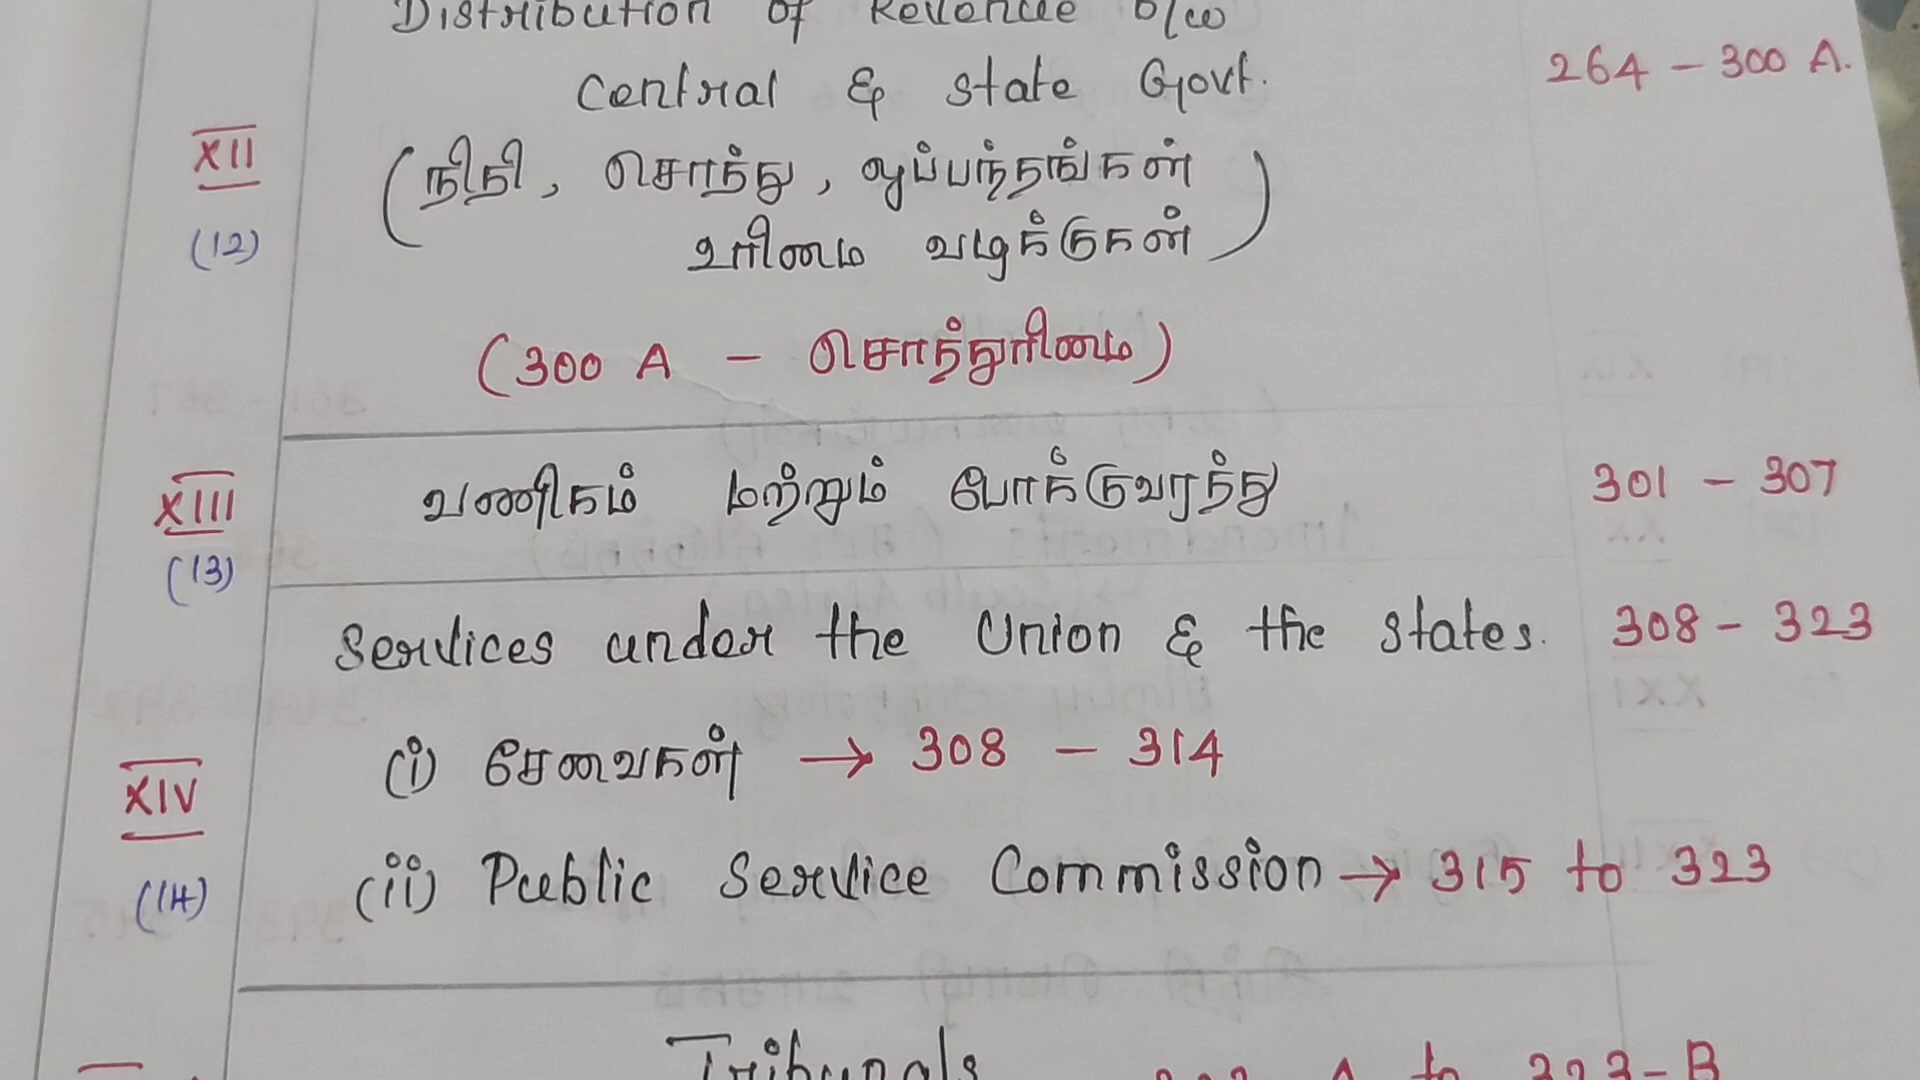 Distribution of Revenue b/w
Central & state Govt.
264 - 300 A.
XII
(12)
(நிதி, சொத்து, ஒப்பந்தங்கள்
உரிமை வழக்குகள்)
(300 A - சொத்துரிமை)
XIII
(13)
வணிகம் மற்றும் போக்குவரத்து
301 - 307
Services under the Union & the states. 308 - 323
XIV
(14)
(i) சேவைகள் → 308 - 314
(ii) Public Service Commission → 315 to 323
Tribunals A to 323-B